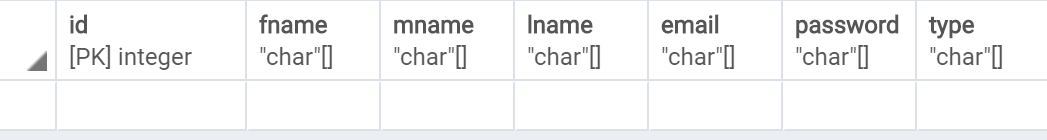 id fname mname lname email password type
[PK] integer "char"[] "char"[] "char"[] "char"[] "char"[] "char"[]